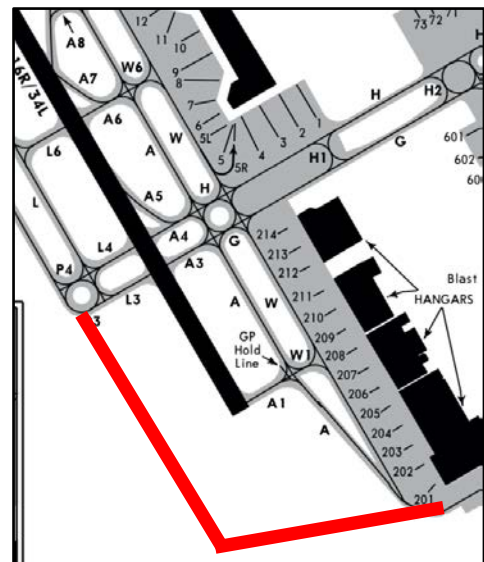 12
11
10
9
8
7
6
5L
5
5R
4
3
2
1
73
72
71
H
A8
A7
W6
16R/34L
A6
W
H
H2
G
L6
A
601
602
L
A5
H
H1
L4
A4
G
214
P4
A3
213
212
L3
3
A
W
211
210
209
208
207
206
205
204
203
202
201
Blast
HANGARS
GP
Hold
Line
W1
A1
A